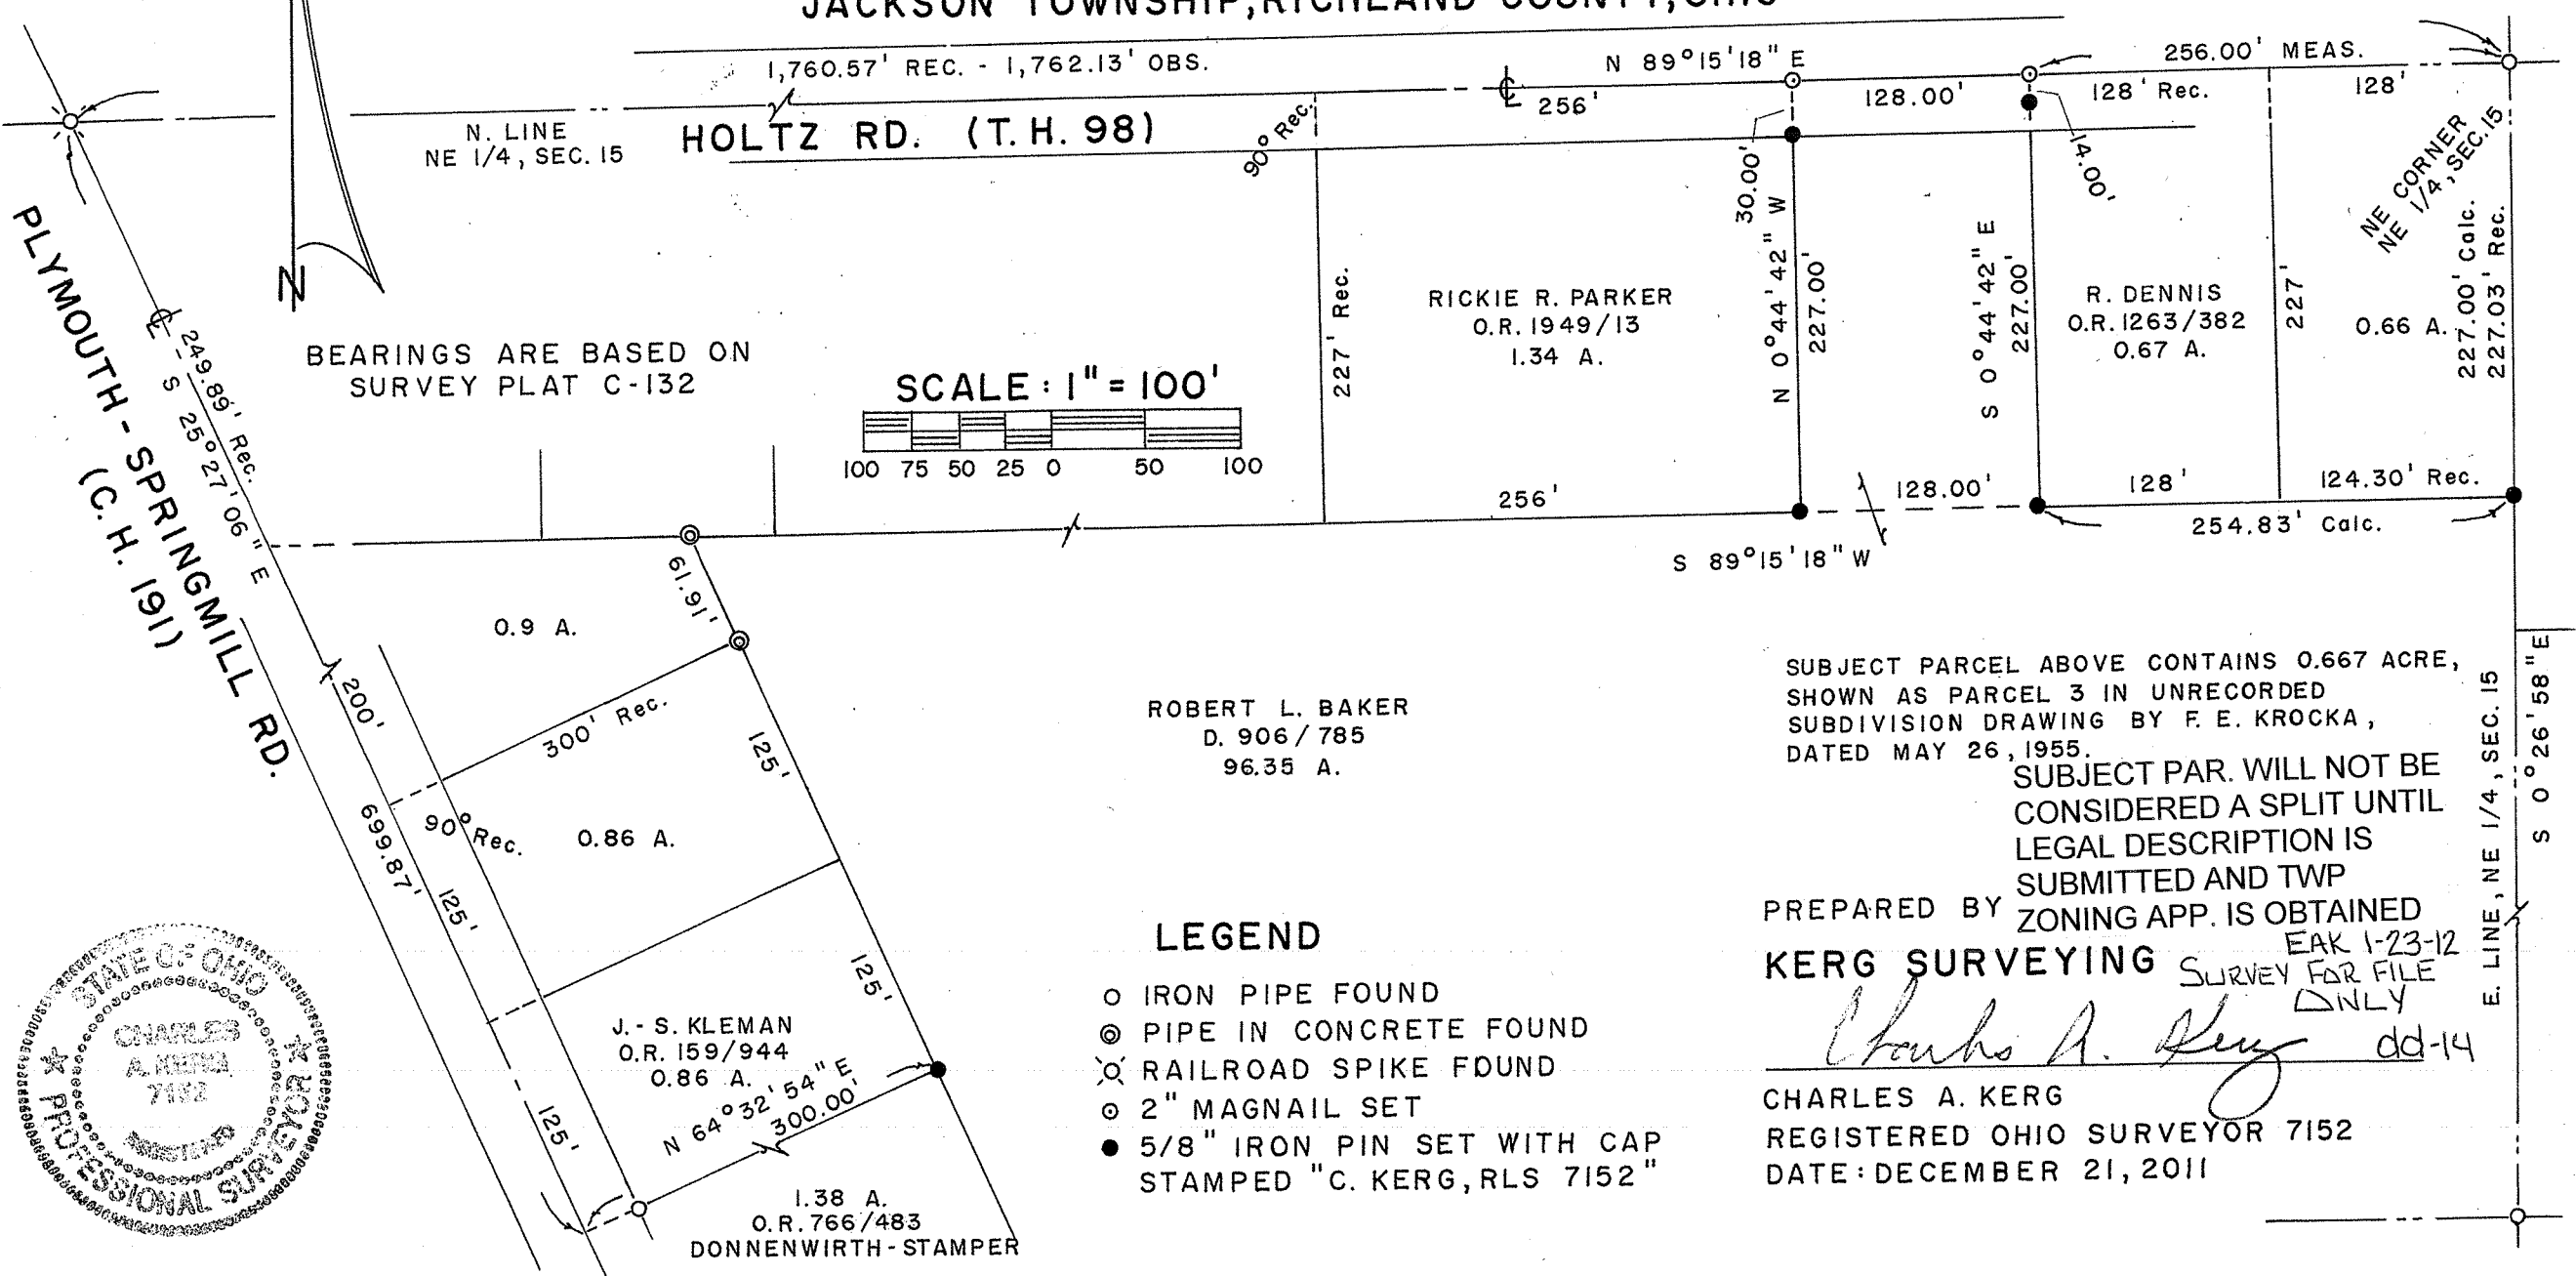 JACKSON TOWNSHIP, RICHLAND COUNTY, OHIO
1,760.57' REC. - 1,762.13' OBS.
N 89°15'18" E
256.00' MEAS.
256'
128.00'
128' Rec.
128'
N. LINE
NE 1/4, SEC. 15
HOLTZ RD. (T. H. 98)
90° Rec.
30.00'
14.00'
NE CORNER
NE 1/4, SEC. 15
PLYMOUTH - SPRINGMILL RD.
(C. H. 191)
N
249.89' Rec.
S 25°27'06" E
BEARINGS ARE BASED ON
SURVEY PLAT C-132
SCALE: 1" = 100'
100 75 50 25 0 50 100
227' Rec.
RICKIE R. PARKER
O.R. 1949/13
1.34 A.
N 0°44'42" W
227.00'
S 0°44'42" E
227.00'
R. DENNIS
O.R. 1263/382
0.67 A.
227'
0.66 A.
227.00' Calc.
227.03' Rec.
256'
128.00'
128'
124.30' Rec.
254.83' Calc.
S 89°15'18" W
61.91'
0.9 A.
200'
300' Rec.
125'
699.87'
90° Rec.
0.86 A.
125'
125'
ROBERT L. BAKER
D. 906/785
96.35 A.
SUBJECT PARCEL ABOVE CONTAINS 0.667 ACRE,
SHOWN AS PARCEL 3 IN UNRECORDED
SUBDIVISION DRAWING BY F. E. KROCKA,
DATED MAY 26, 1955.
SUBJECT PAR. WILL NOT BE
CONSIDERED A SPLIT UNTIL
LEGAL DESCRIPTION IS
SUBMITTED AND TWP
ZONING APP. IS OBTAINED
EAK 1-23-12
SURVEY FOR FILE
ONLY
E. LINE, NE 1/4, SEC. 15
S 0°26'58" E
PREPARED BY
KERG SURVEYING
Charles A. Kerg
dd-14
CHARLES A. KERG
REGISTERED OHIO SURVEYOR 7152
DATE: DECEMBER 21, 2011
LEGEND
IRON PIPE FOUND
PIPE IN CONCRETE FOUND
RAILROAD SPIKE FOUND
2" MAGNAIL SET
5/8" IRON PIN SET WITH CAP
STAMPED "C. KERG, RLS 7152"
J. - S. KLEMAN
O.R. 159/944
0.86 A.
N 64°32'54" E
300.00'
125'
1.38 A.
O.R. 766/483
DONNENWIRTH - STAMPER
STATE OF OHIO
CHARLES
A. KERG
7152
REGISTERED
PROFESSIONAL SURVEYOR